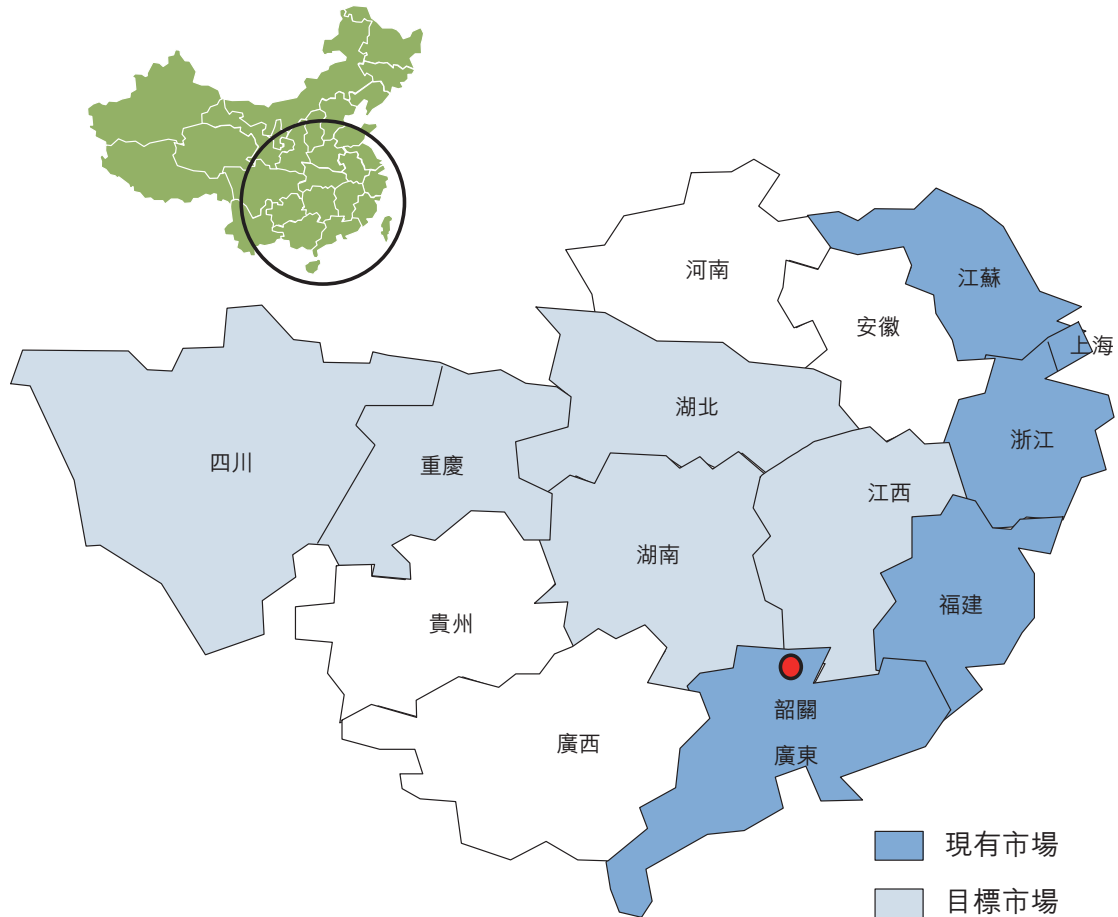 河南
江蘇
安徽
上海
湖北
浙江
四川
重慶
江西
湖南
福建
貴州
韶關
廣西
廣東
現有市場
目標市場